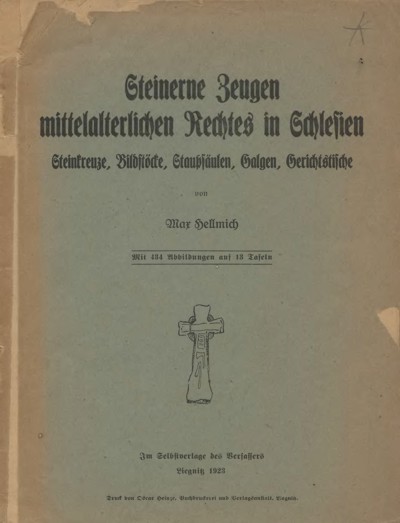 Steinerne Zeugen
mittelalterlichen Rechtes in Schlesien
Steinkreuze, Bildstöcke, Staupsäulen, Galgen, Gerichtstische
von
Max Hellmich
Mit 434 Abbildungen auf 13 Tafeln
Im Selbstverlage des Verfassers
Liegnitz 1923
Druck von Oskar Heinze, Buchdruckerei und Verlagsanstalt, Liegnitz.